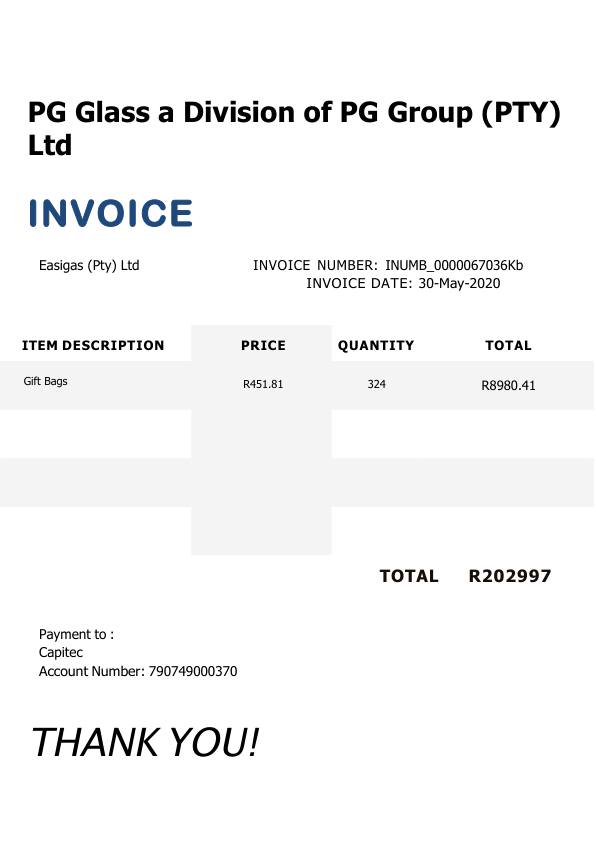 PG Glass a Division of PG Group (PTY)
Ltd
INVOICE
Easigas (Pty) Ltd
INVOICE NUMBER: INUMB_0000067036Kb
INVOICE DATE: 30-May-2020
ITEM DESCRIPTION PRICE QUANTITY TOTAL
Gift Bags R451.81 324 R8980.41
TOTAL R202997
Payment to :
Capitec
Account Number: 790749000370
THANK YOU!